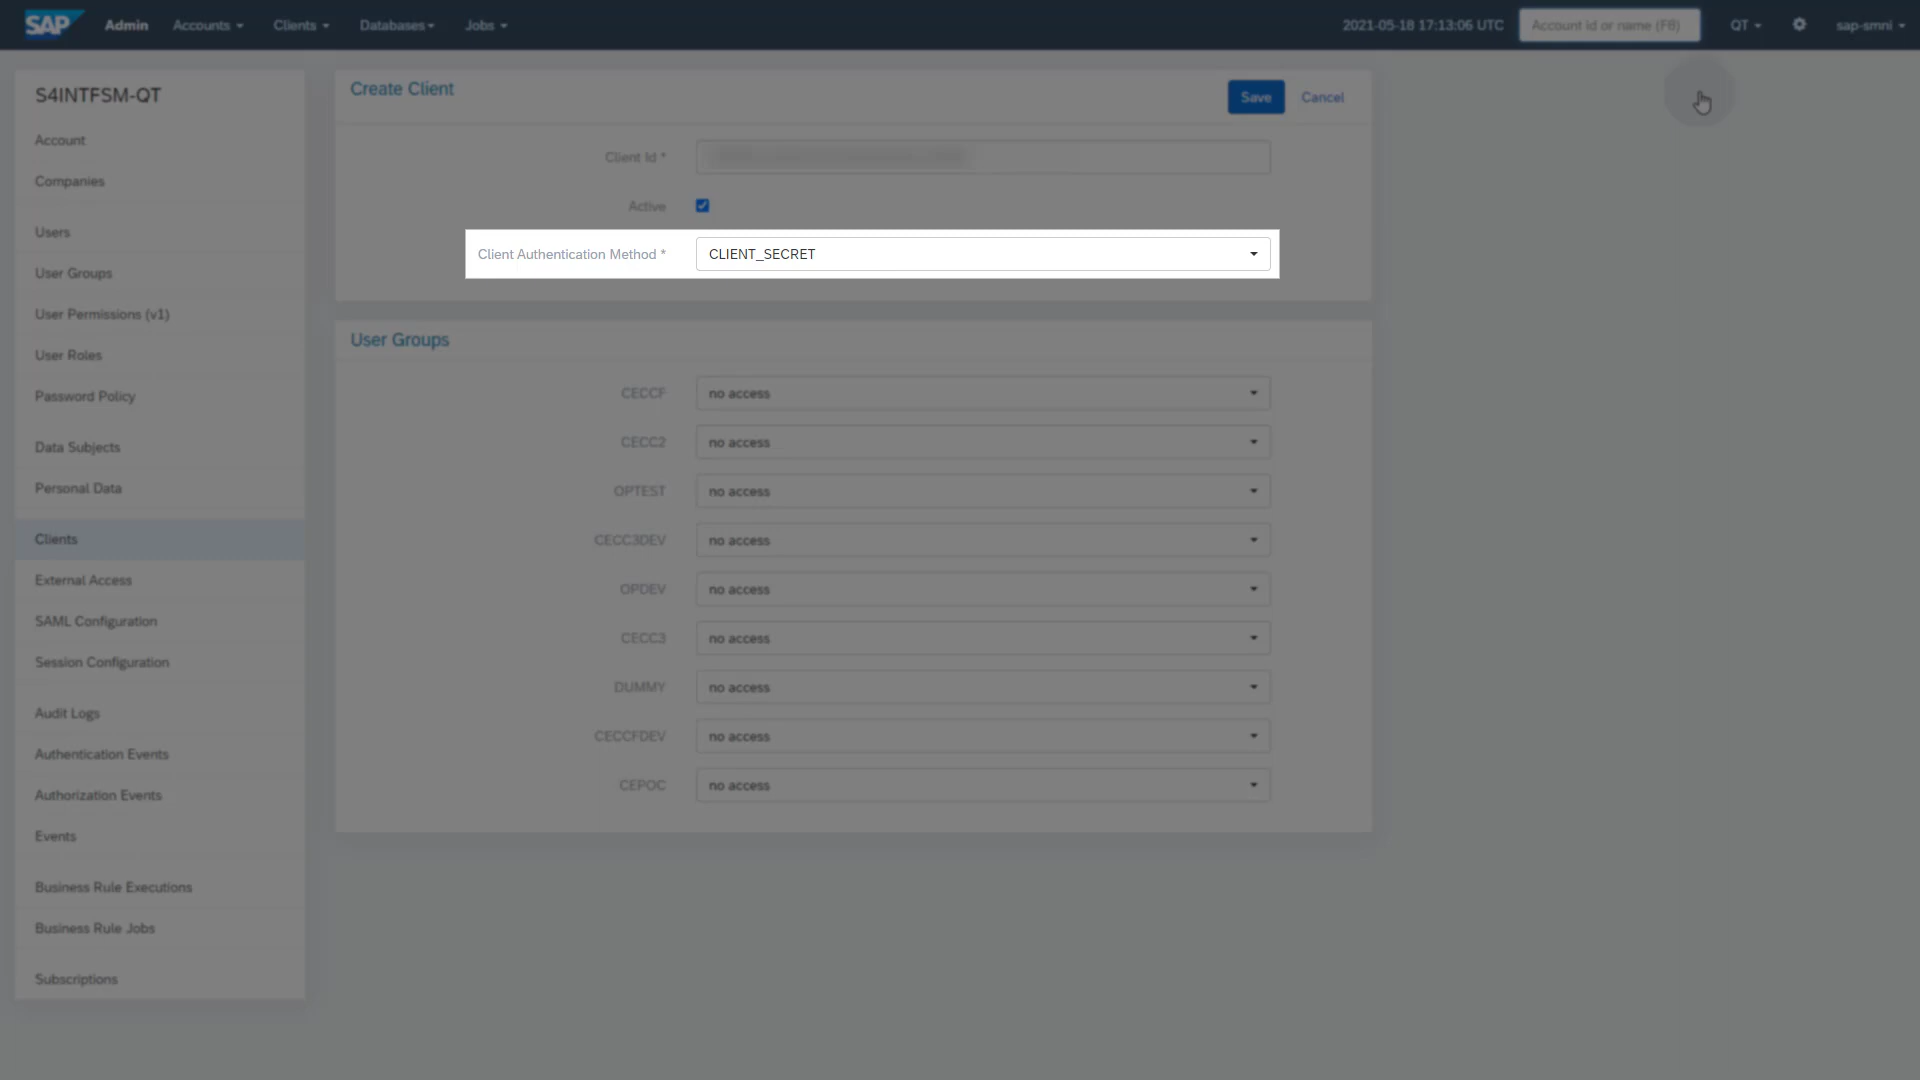 SAP Admin Accounts Clients Databases Jobs 2021-05-18 17:13:06 UTC Account id or name (F8) QT sap-smni
S4INTFSM-QT
Account
Companies
Users
User Groups
User Permissions (v1)
User Roles
Password Policy
Data Subjects
Personal Data
Clients
External Access
SAML Configuration
Session Configuration
Audit Logs
Authentication Events
Authorization Events
Events
Business Rule Executions
Business Rule Jobs
Subscriptions
Create Client Save Cancel
Client Id *
Active
Client Authentication Method * CLIENT_SECRET
User Groups
CECCF no access
CECC2 no access
OPTEST no access
CECC3DEV no access
OPDEV no access
CECC3 no access
DUMMY no access
CECCFDEV no access
CEPOC no access